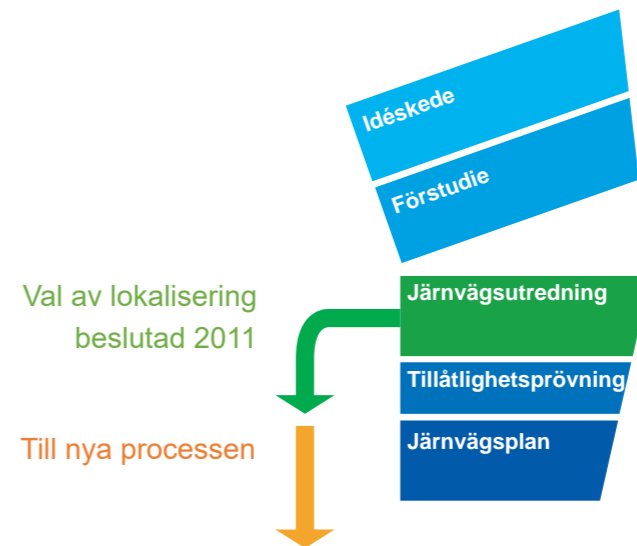 Idéskede
Förstudie
Järnvägsutredning
Val av lokalisering
beslutad 2011
Tillåtlighetsprövning
Järnvägsplan
Till nya processen